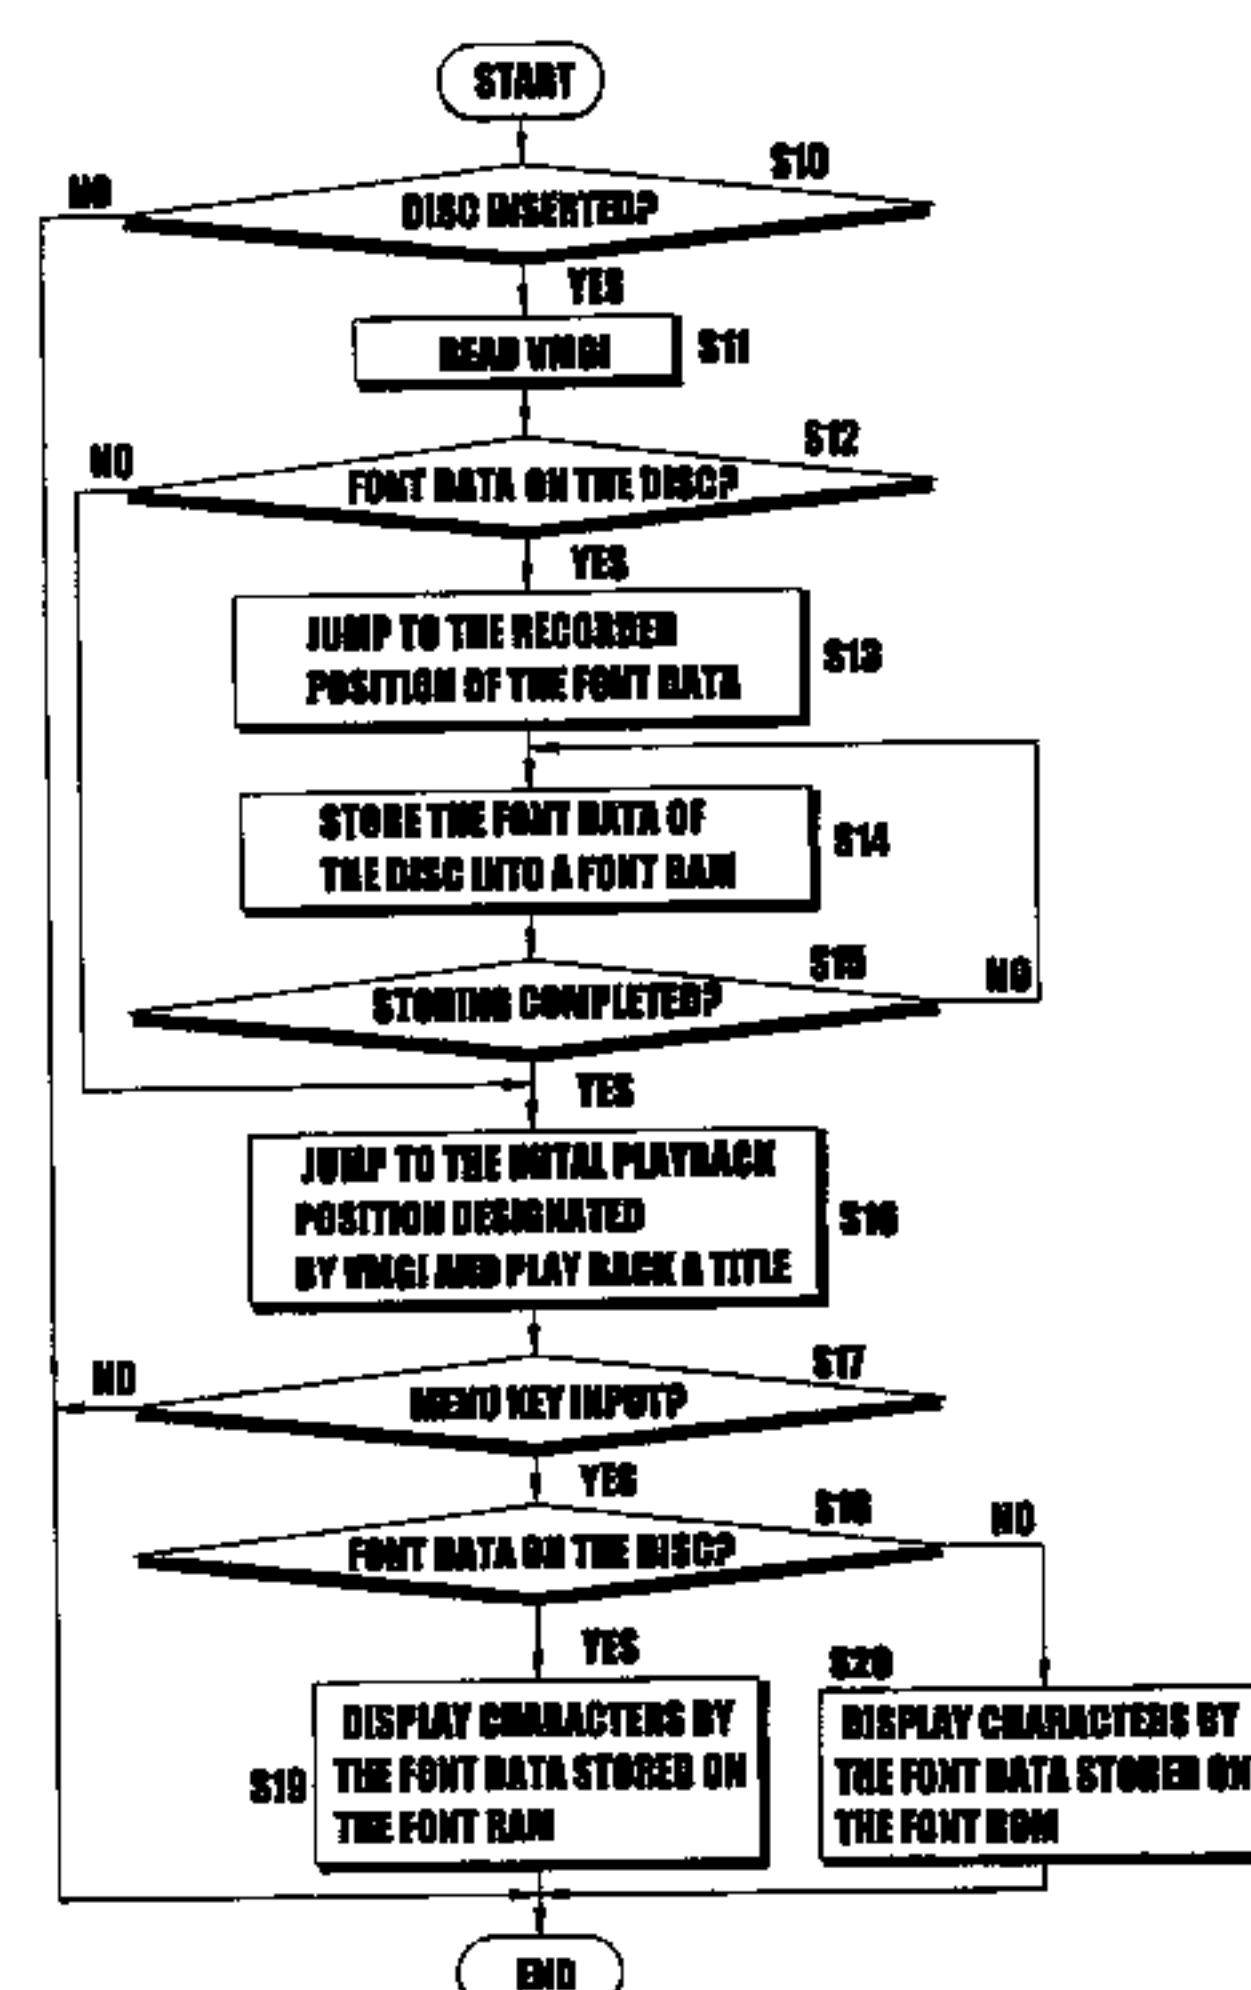 START
S10
NO
DISC INSERTED?
YES
READ VMGI
S11
S12
NO
FONT DATA ON THE DISC?
YES
JUMP TO THE RECORDED
POSITION OF THE FONT DATA
S13
STORE THE FONT DATA OF
THE DISC INTO A FONT RAM
S14
S15
NO
STORING COMPLETED?
YES
JUMP TO THE INITAL PLAYBACK
POSITION DESIGNATED
BY VMGI AND PLAY BACK A TITLE
S16
S17
NO
MENU KEY INPUT?
YES
S18
NO
FONT DATA ON THE DISC?
YES
S20
DISPLAY CHARACTERS BY
THE FONT DATA STORED ON
THE FONT RAM
S19
DISPLAY CHARACTERS BY
THE FONT DATA STORED ON
THE FONT ROM
END